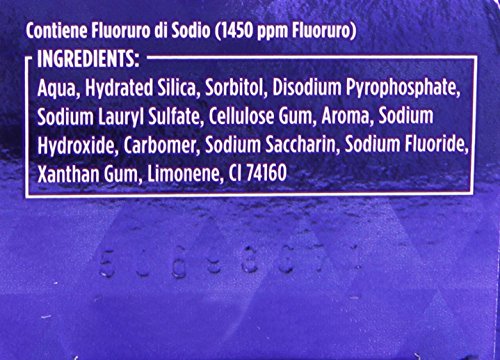 Contiene Fluoruro di Sodio (1450 ppm Fluoruro)
INGREDIENTS:
Aqua, Hydrated Silica, Sorbitol, Disodium Pyrophosphate,
Sodium Lauryl Sulfate, Cellulose Gum, Aroma, Sodium
Hydroxide, Carbomer, Sodium Saccharin, Sodium Fluoride,
Xanthan Gum, Limonene, CI 74160